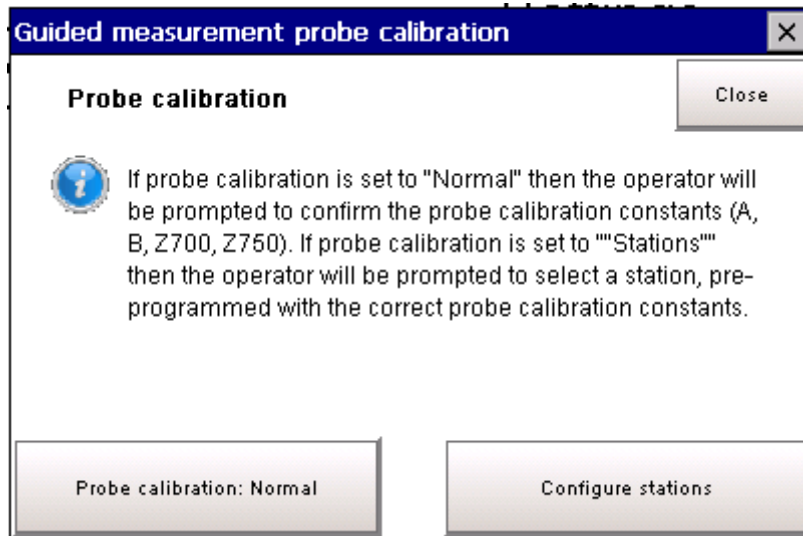 Guided measurement probe calibration
Probe calibration
Close
If probe calibration is set to "Normal" then the operator will
be prompted to confirm the probe calibration constants (A,
B, Z700, Z750). If probe calibration is set to ""Stations""
then the operator will be prompted to select a station, pre-
programmed with the correct probe calibration constants.
Probe calibration: Normal
Configure stations